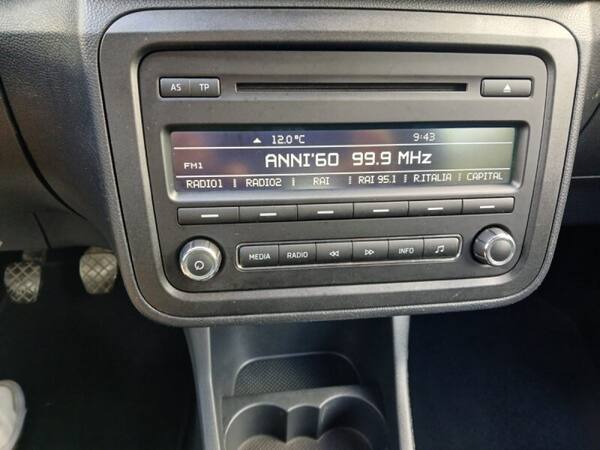 AS TP
12.0°C 9:43
FM1 ANNI'60 99.9 MHz
RADIO1 RADIO2 RAI RAI 95.1 R.ITALIA CAPITAL
MEDIA RADIO INFO